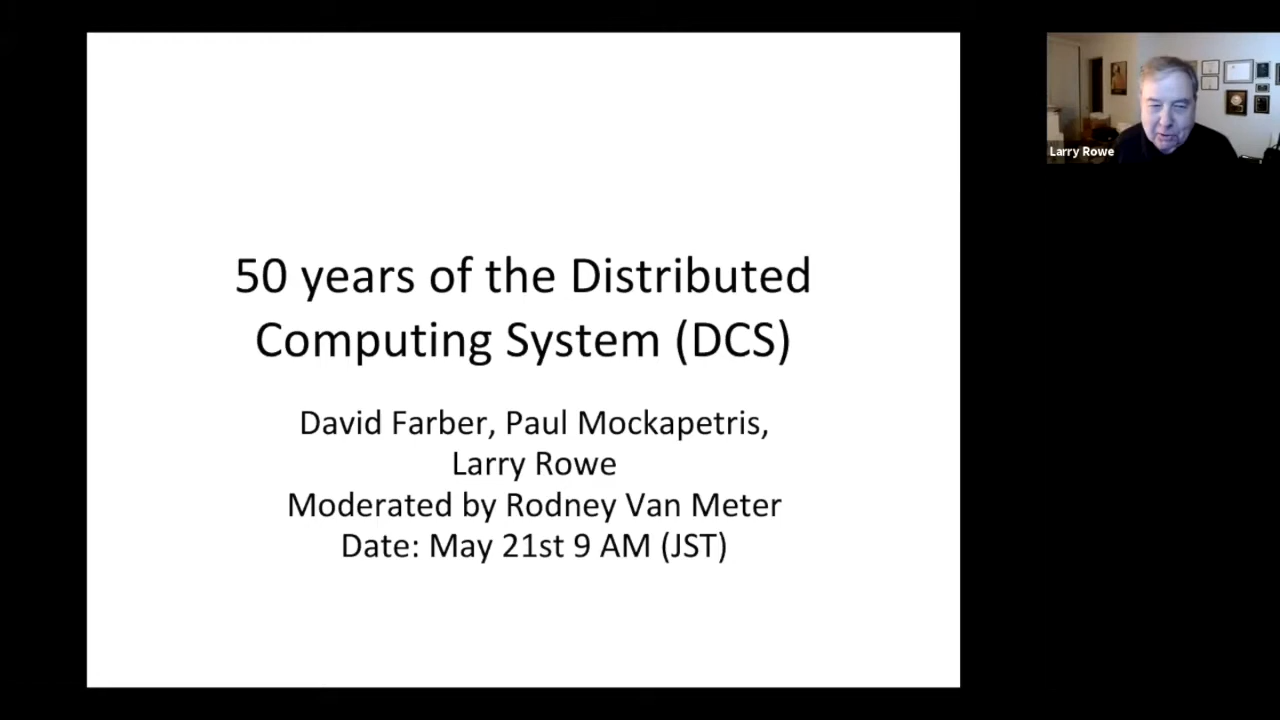 50 years of the Distributed
Computing System (DCS)
David Farber, Paul Mockapetris,
Larry Rowe
Moderated by Rodney Van Meter
Date: May 21st 9 AM (JST)
Larry Rowe